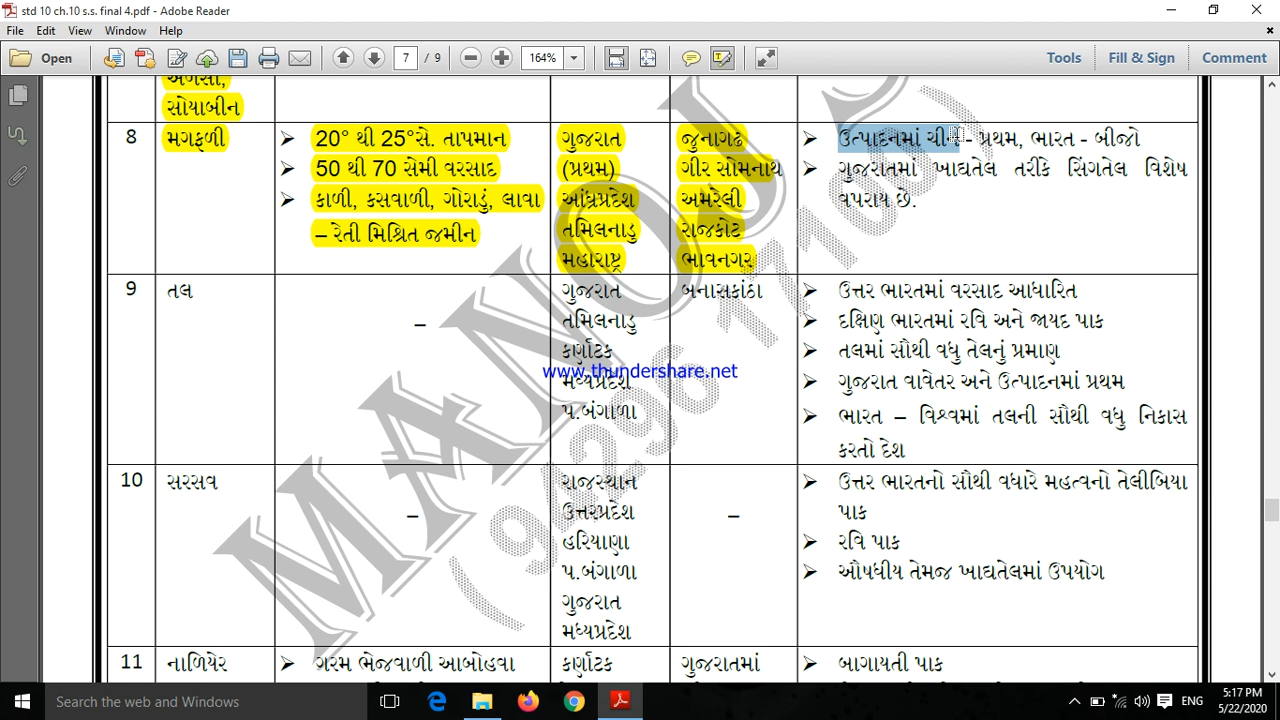 std 10 ch.10 s.s. final 4.pdf - Adobe Reader
File Edit View Window Help
Open 7 / 9 164% Tools Fill & Sign Comment
અળસી,
સોયાબીન
8 મગફળી
➢ 20° થી 25°સે. તાપમાન
➢ 50 થી 70 સેમી વરસાદ
➢ કાળી, કસવાળી, ગોરાડું, લાવા
– રેતી મિશ્રિત જમીન
ગુજરાત
(પ્રથમ)
આંધ્રપ્રદેશ
તમિલનાડુ
મહારાષ્ટ્ર
જુનાગઢ
ગીર સોમનાથ
અમરેલી
રાજકોટ
ભાવનગર
➢ ઉત્પાદનમાં ચીન - પ્રથમ, ભારત - બીજો
➢ ગુજરાતમાં ખાદ્યતેલ તરીકે સિંગતેલ વિશેષ
વપરાય છે.
9 તલ
–
ગુજરાત
તમિલનાડુ
કર્ણાટક
મધ્યપ્રદેશ
પ.બંગાળા
બનાસકાંઠા
➢ ઉત્તર ભારતમાં વરસાદ આધારિત
➢ દક્ષિણ ભારતમાં રવિ અને જાયદ પાક
➢ તલમાં સૌથી વધુ તેલનું પ્રમાણ
➢ ગુજરાત વાવેતર અને ઉત્પાદનમાં પ્રથમ
➢ ભારત – વિશ્વમાં તલની સૌથી વધુ નિકાસ
કરતો દેશ
www.thundershare.net
10 સરસવ
–
રાજસ્થાન
ઉત્તરપ્રદેશ
હરિયાણા
પ.બંગાળા
ગુજરાત
મધ્યપ્રદેશ
–
➢ ઉત્તર ભારતનો સૌથી વધારે મહત્વનો તેલીબિયા
પાક
➢ રવિ પાક
➢ ઔષધીય તેમજ ખાદ્યતેલમાં ઉપયોગ
11 નાળિયેર
➢ ગરમ ભેજવાળી આબોહવા
કર્ણાટક
ગુજરાતમાં
➢ બાગાયતી પાક
Search the web and Windows
ENG
5:17 PM
5/22/2020